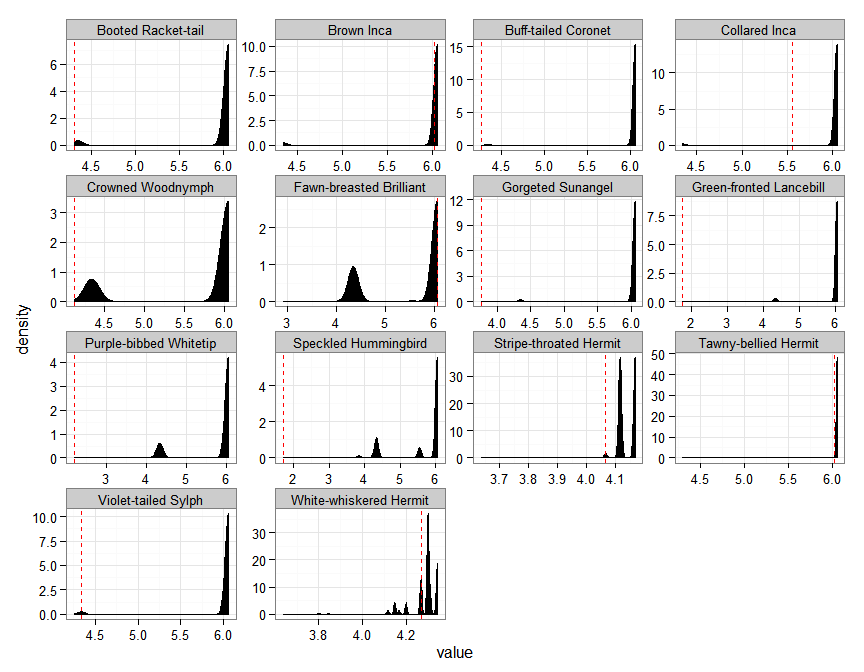 Booted Racket-tail Brown Inca Buff-tailed Coronet Collared Inca
6 10.0 15
4 7.5 10 10
5.0
2 2.5 5 5
0 0.0 0 0
4.5 5.0 5.5 6.0 4.5 5.0 5.5 6.0 4.5 5.0 5.5 6.0 4.5 5.0 5.5 6.0
Crowned Woodnymph Fawn-breasted Brilliant Gorgeted Sunangel Green-fronted Lancebill
3 12 7.5
2 2 9 5.0
6
1 1 3 2.5
0 0 0 0.0
4.5 5.0 5.5 6.0 3 4 5 6 4.0 4.5 5.0 5.5 6.0 2 3 4 5 6
density
Purple-bibbed Whitetip Speckled Hummingbird Stripe-throated Hermit Tawny-bellied Hermit
4 4 30 50
3 40
2 2 20 30
1 10 20
10
0 0 0 0
3 4 5 6 2 3 4 5 6 3.7 3.8 3.9 4.0 4.1 4.5 5.0 5.5 6.0
Violet-tailed Sylph White-whiskered Hermit
10.0 30
7.5 20
5.0
2.5 10
0.0 0
4.5 5.0 5.5 6.0 3.8 4.0 4.2
value